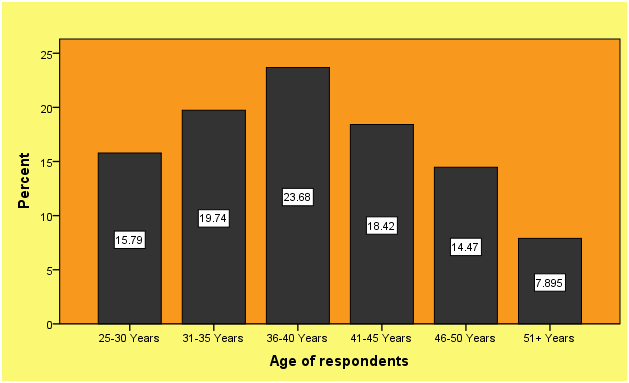 Percent
25
20
15
10
5
0
15.79
19.74
23.68
18.42
14.47
7.895
25-30 Years
31-35 Years
36-40 Years
41-45 Years
46-50 Years
51+ Years
Age of respondents